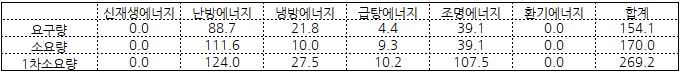 신재생에너지 난방에너지 냉방에너지 급탕에너지 조명에너지 환기에너지 합계
요구량 0.0 88.7 21.8 4.4 39.1 0.0 154.1
소요량 0.0 111.6 10.0 9.3 39.1 0.0 170.0
1차소요량 0.0 124.0 27.5 10.2 107.5 0.0 269.2